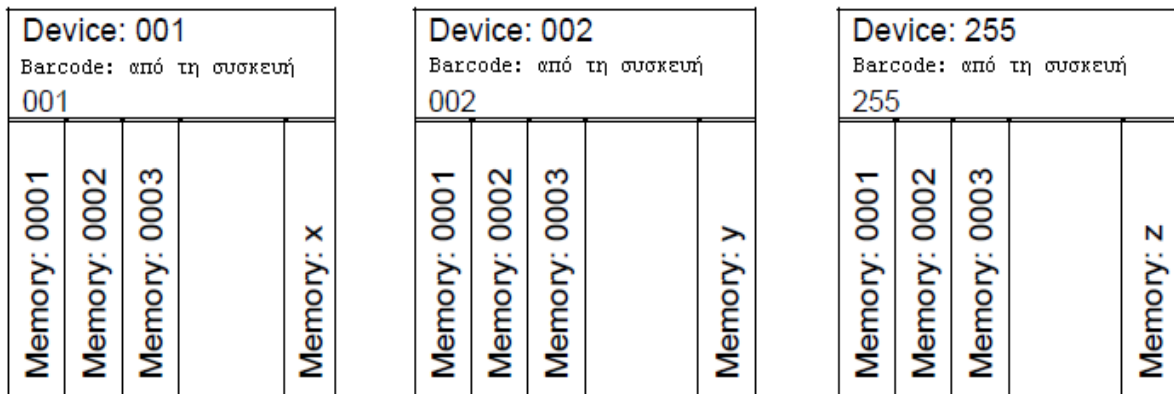 Device: 001
Barcode: από τη συσκευή
001
Memory: 0001
Memory: 0002
Memory: 0003
Memory: x
Device: 002
Barcode: από τη συσκευή
002
Memory: 0001
Memory: 0002
Memory: 0003
Memory: y
Device: 255
Barcode: από τη συσκευή
255
Memory: 0001
Memory: 0002
Memory: 0003
Memory: z